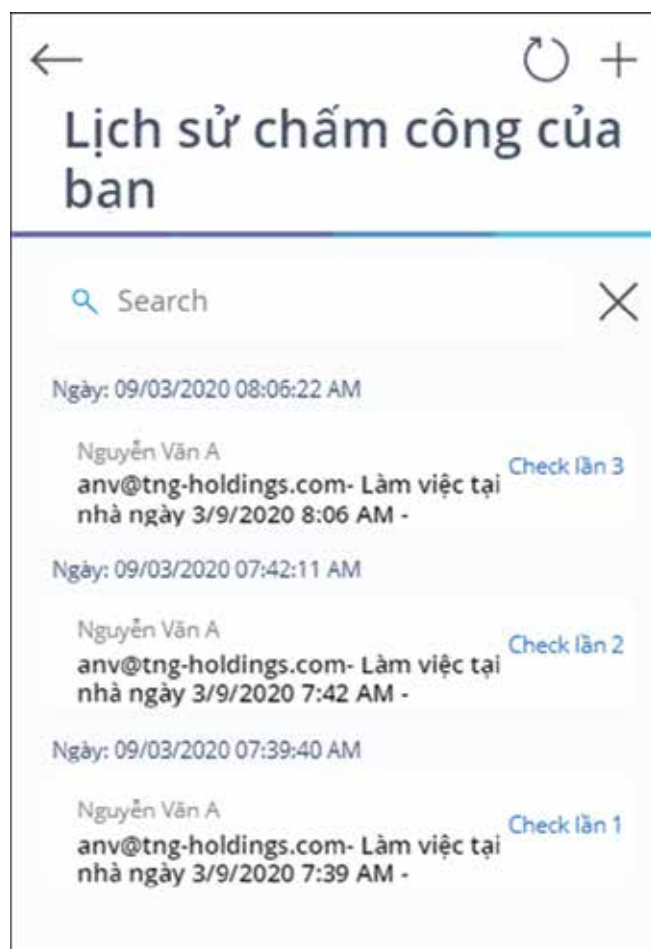 Lịch sử chấm công của
bạn
Search
Ngày: 09/03/2020 08:06:22 AM
Nguyễn Văn A
Check lần 3
anv@tng-holdings.com- Làm việc tại
nhà ngày 3/9/2020 8:06 AM -
Ngày: 09/03/2020 07:42:11 AM
Nguyễn Văn A
Check lần 2
anv@tng-holdings.com- Làm việc tại
nhà ngày 3/9/2020 7:42 AM -
Ngày: 09/03/2020 07:39:40 AM
Nguyễn Văn A
Check lần 1
anv@tng-holdings.com- Làm việc tại
nhà ngày 3/9/2020 7:39 AM -